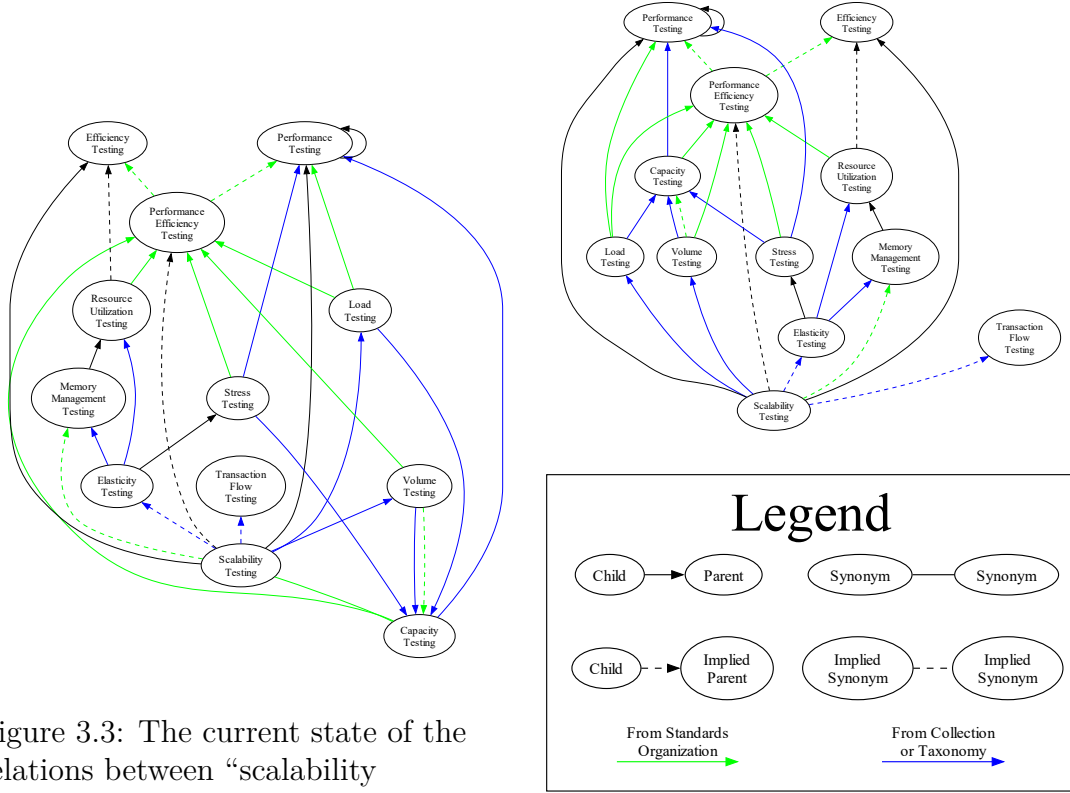 Efficiency
Testing
Performance
Testing
Performance
Efficiency
Testing
Resource
Utilization
Testing
Load
Testing
Memory
Management
Testing
Stress
Testing
Elasticity
Testing
Transaction
Flow
Testing
Volume
Testing
Scalability
Testing
Capacity
Testing
igure 3.3: The current state of the
elations between “scalability
Performance
Testing
Efficiency
Testing
Performance
Efficiency
Testing
Capacity
Testing
Resource
Utilization
Testing
Load
Testing
Volume
Testing
Stress
Testing
Memory
Management
Testing
Elasticity
Testing
Transaction
Flow
Testing
Scalability
Testing
Legend
Child
Parent
Synonym
Synonym
Child
Implied
Parent
Implied
Synonym
Implied
Synonym
From Standards
Organization
From Collection
or Taxonomy